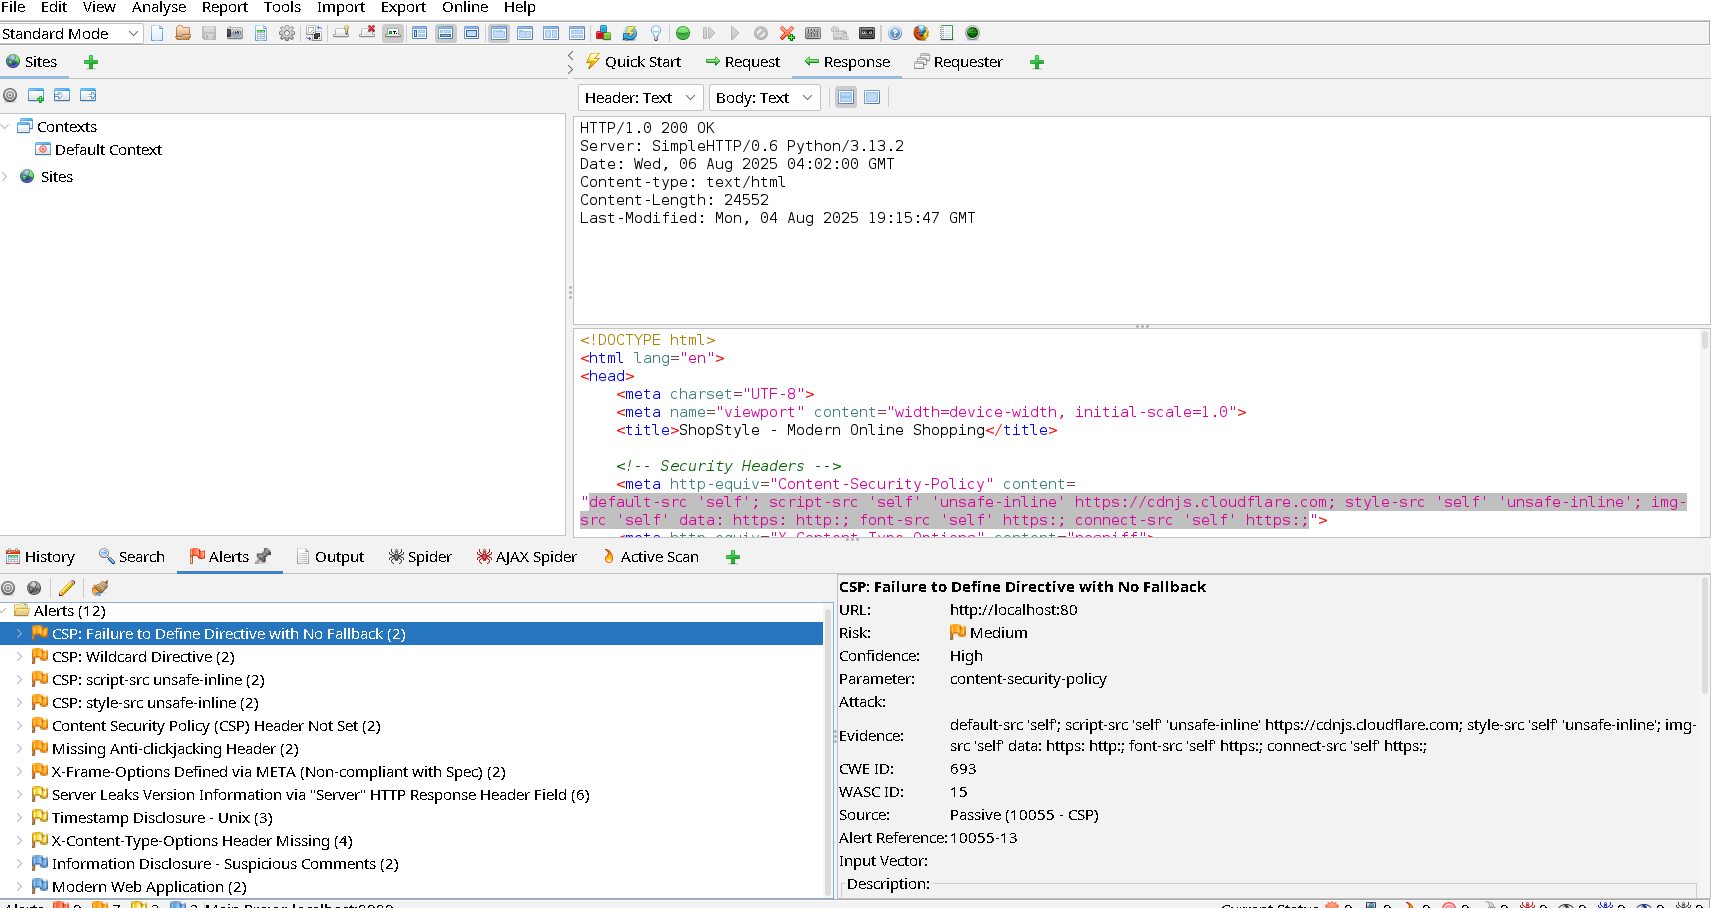 File Edit View Analyse Report Tools Import Export Online Help
Standard Mode
Sites
Quick Start Request Response Requester
Header: Text Body: Text
Contexts
Default Context
Sites
HTTP/1.0 200 OK
Server: SimpleHTTP/0.6 Python/3.13.2
Date: Wed, 06 Aug 2025 04:02:00 GMT
Content-type: text/html
Content-Length: 24552
Last-Modified: Mon, 04 Aug 2025 19:15:47 GMT
<!DOCTYPE html>
<html lang="en">
<head>
<meta charset="UTF-8">
<meta name="viewport" content="width=device-width, initial-scale=1.0">
<title>ShopStyle - Modern Online Shopping</title>
<!-- Security Headers -->
<meta http-equiv="Content-Security-Policy" content=
"default-src 'self'; script-src 'self' 'unsafe-inline' https://cdnjs.cloudflare.com; style-src 'self' 'unsafe-inline'; img-
src 'self' data: https: http:; font-src 'self' https:; connect-src 'self' https:;">
<meta http-equiv="X-Content-Type-Options" content="nosniff">
History Search Alerts Output Spider AJAX Spider Active Scan
Alerts (12)
CSP: Failure to Define Directive with No Fallback (2)
CSP: Wildcard Directive (2)
CSP: script-src unsafe-inline (2)
CSP: style-src unsafe-inline (2)
Content Security Policy (CSP) Header Not Set (2)
Missing Anti-clickjacking Header (2)
X-Frame-Options Defined via META (Non-compliant with Spec) (2)
Server Leaks Version Information via "Server" HTTP Response Header Field (6)
Timestamp Disclosure - Unix (3)
X-Content-Type-Options Header Missing (4)
Information Disclosure - Suspicious Comments (2)
Modern Web Application (2)
CSP: Failure to Define Directive with No Fallback
URL: http://localhost:80
Risk: Medium
Confidence: High
Parameter: content-security-policy
Attack:
Evidence: default-src 'self'; script-src 'self' 'unsafe-inline' https://cdnjs.cloudflare.com; style-src 'self' 'unsafe-inline'; img-
src 'self' data: https: http:; font-src 'self' https:; connect-src 'self' https:;
CWE ID: 693
WASC ID: 15
Source: Passive (10055 - CSP)
Alert Reference: 10055-13
Input Vector:
Description:
Alerts
Current Status